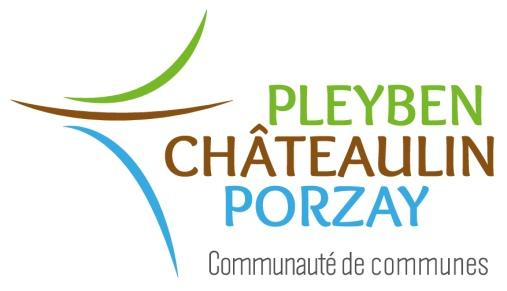 PLEYBEN
CHÂTEAULIN
PORZAY
Communauté de communes